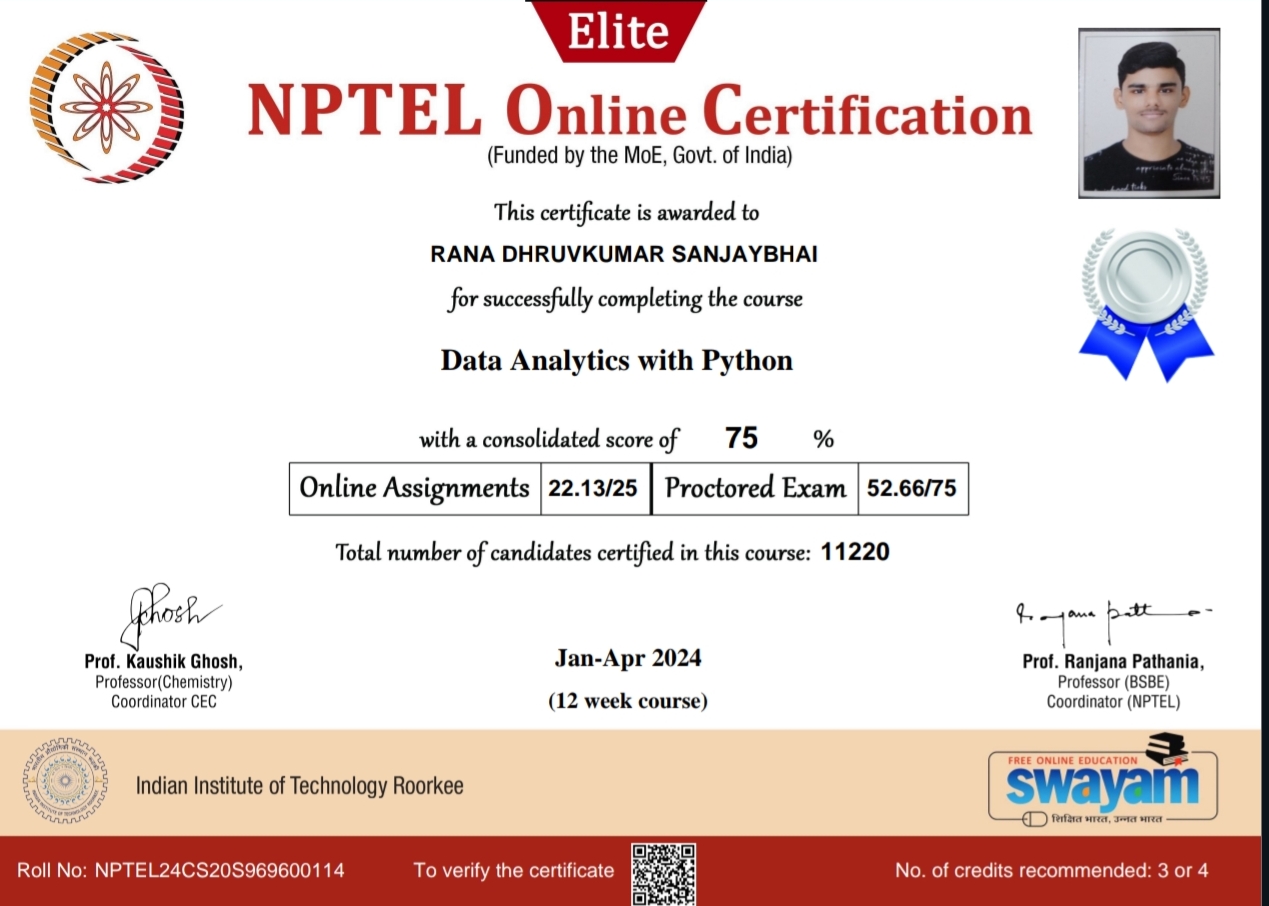 Elite
NPTEL Online Certification
(Funded by the MoE, Govt. of India)
This certificate is awarded to
RANA DHRUVKUMAR SANJAYBHAI
for successfully completing the course
Data Analytics with Python
with a consolidated score of 75 %
Online Assignments 22.13/25 Proctored Exam 52.66/75
Total number of candidates certified in this course: 11220
Prof. Kaushik Ghosh,
Professor(Chemistry)
Coordinator CEC
Jan-Apr 2024
(12 week course)
Prof. Ranjana Pathania,
Professor (BSBE)
Coordinator (NPTEL)
Indian Institute of Technology Roorkee
FREE ONLINE EDUCATION
swayam
शिक्षित भारत, उन्नत भारत
Roll No: NPTEL24CS20S969600114
To verify the certificate
No. of credits recommended: 3 or 4